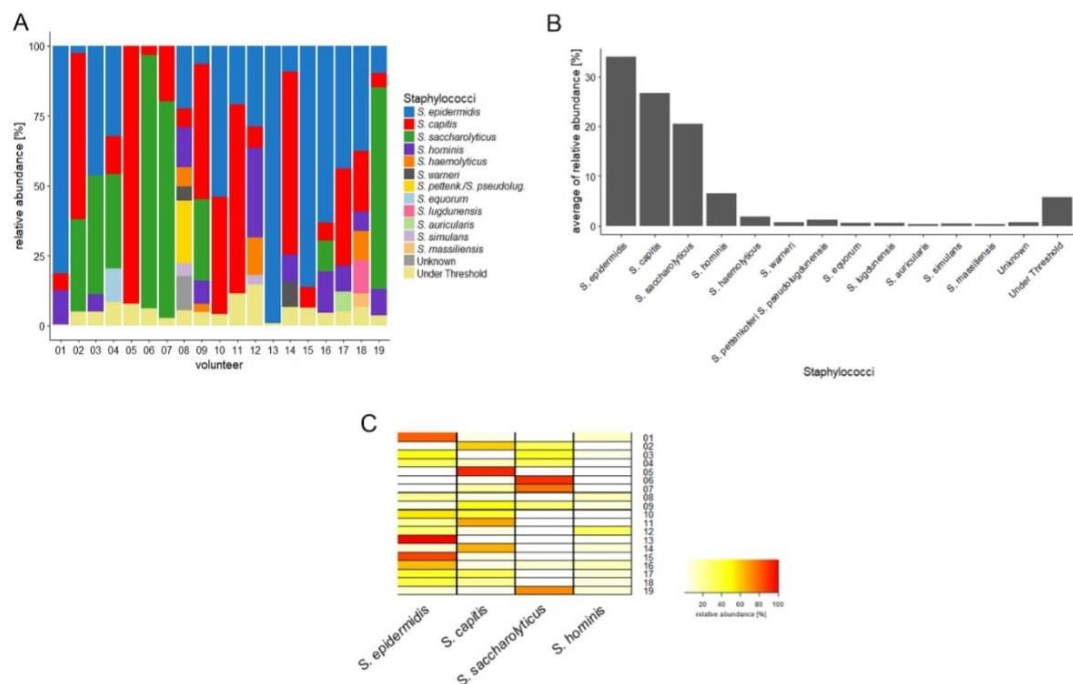 A
relative abundance [%]
100
75
50
25
0
01 02 03 04 05 06 07 08 09 10 11 12 13 14 15 16 17 18 19
volunteer
Staphylococci
S. epidermidis
S. capitis
S. saccharolyticus
S. hominis
S. haemolyticus
S. warneri
S. pettenk./S. pseudolug.
S. equorum
S. lugdunensis
S. auricularis
S. simulans
S. massiliensis
Unknown
Under Threshold
B
average of relative abundance [%]
30
20
10
0
S. epidermidis
S. capitis
S. saccharolyticus
S. hominis
S. haemolyticus
S. warneri
S. pettenkoferi S. pseudolugdunensis
S. equorum
S. lugdunensis
S. auricularis
S. simulans
S. massiliensis
Unknown
Under Threshold
Staphylococci
C
01
02
03
04
05
06
07
08
09
10
11
12
13
14
15
16
17
18
19
S. epidermidis
S. capitis
S. saccharolyticus
S. hominis
20 40 60 80 100
relative abundance [%]